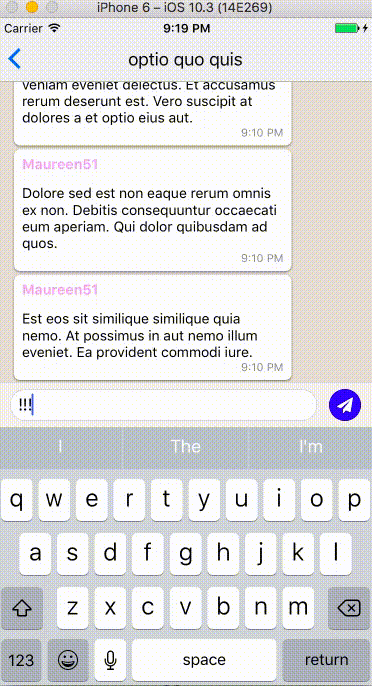 iPhone 6 – iOS 10.3 (14E269)
Carrier 9:19 PM
optio quo quis
veniam eveniet delectus. Et accusamus
rerum deserunt est. Vero suscipit at
dolores a et optio eius aut.
9:10 PM
Maureen51
Dolore sed est non eaque rerum omnis
ex non. Debitis consequuntur occaecati
eum aperiam. Qui dolor quibusdam ad
quos.
9:10 PM
Maureen51
Est eos sit similique similique quia
nemo. At possimus in aut nemo illum
eveniet. Ea provident commodi iure.
9:10 PM
!!!
I The I'm
q w e r t y u i o p
a s d f g h j k l
z x c v b n m
123 space return